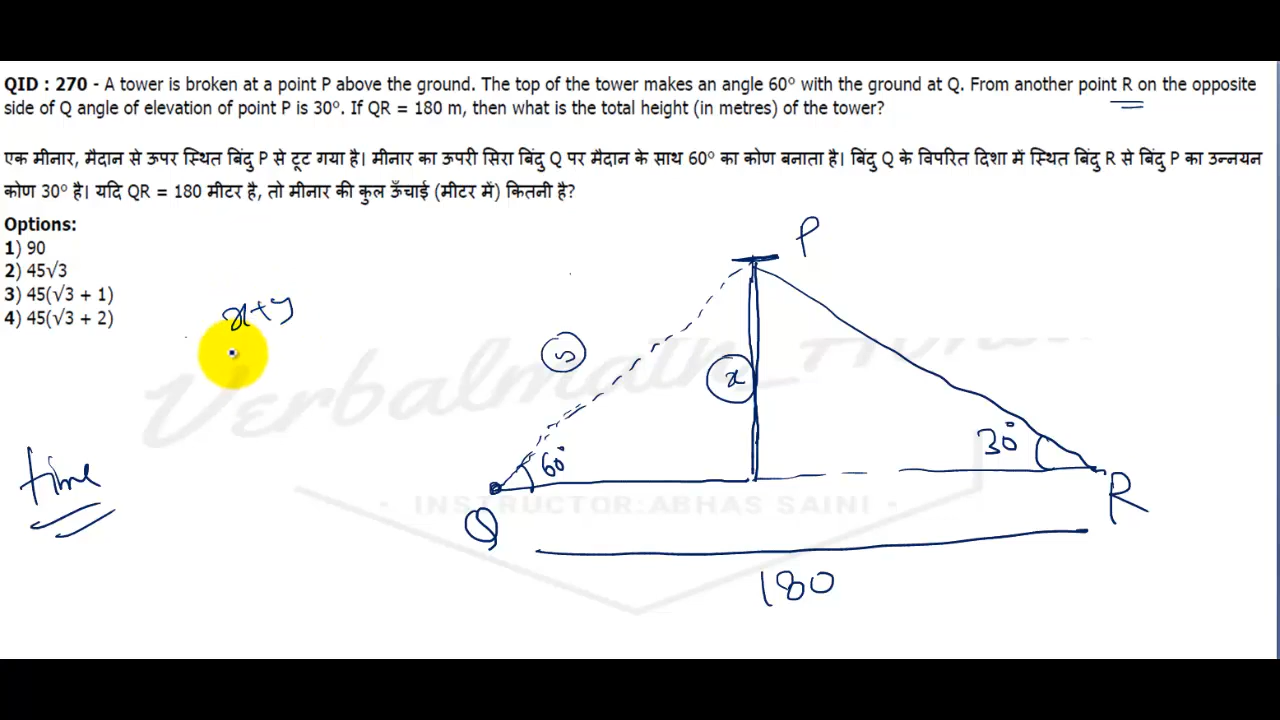 QID : 270 - A tower is broken at a point P above the ground. The top of the tower makes an angle 60° with the ground at Q. From another point R on the opposite
side of Q angle of elevation of point P is 30°. If QR = 180 m, then what is the total height (in metres) of the tower?
एक मीनार, मैदान से ऊपर स्थित बिंदु P से टूट गया है। मीनार का ऊपरी सिरा बिंदु Q पर मैदान के साथ 60° का कोण बनाता है। बिंदु Q के विपरित दिशा में स्थित बिंदु R से बिंदु P का उन्नयन
कोण 30° है। यदि QR = 180 मीटर है, तो मीनार की कुल ऊँचाई (मीटर में) कितनी है?
Options:
1) 90
2) 45√3
3) 45(√3 + 1)
4) 45(√3 + 2)
x+y
P
y
x
60°
30°
time
Q
R
INSTRUCTOR:ABHAS SAINI
180